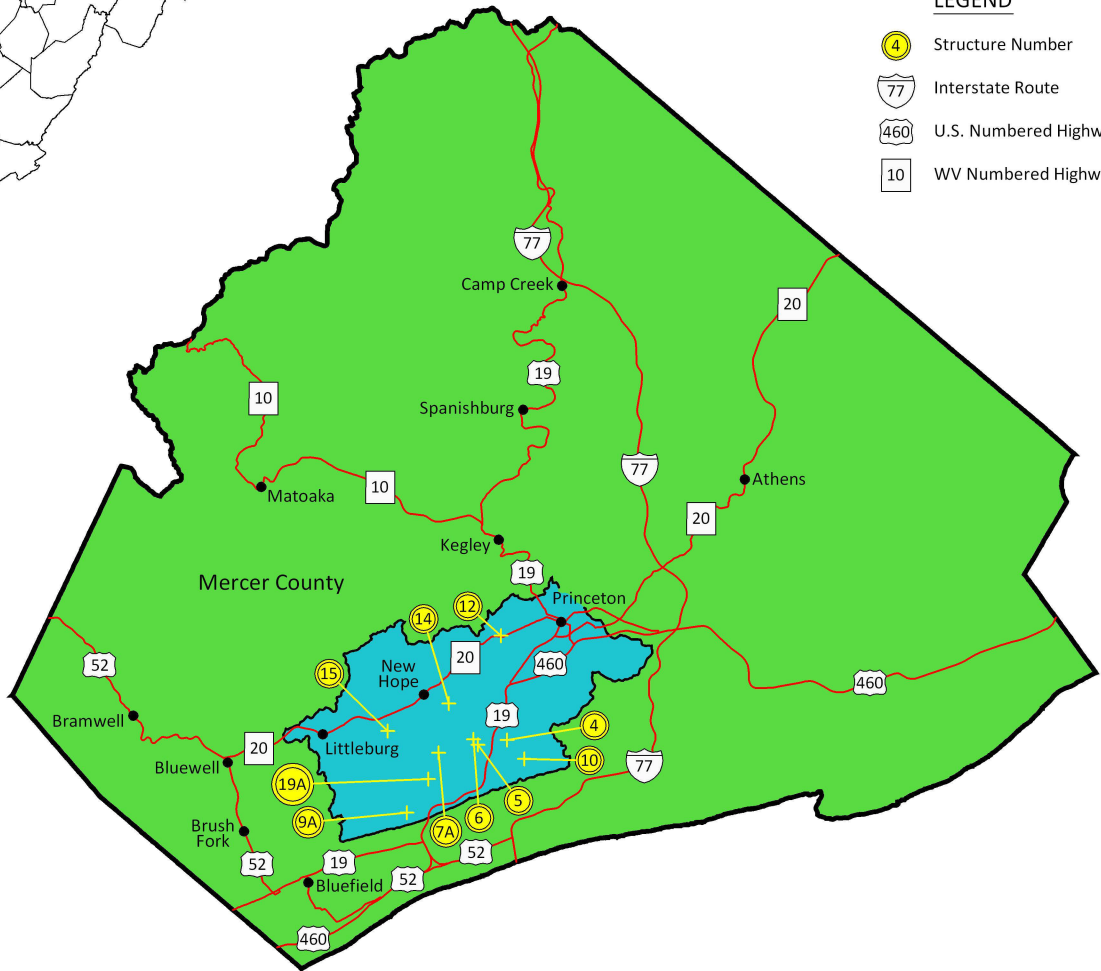 LEGEND
4 Structure Number
77 Interstate Route
460 U.S. Numbered Highw
10 WV Numbered Highw
77
Camp Creek
20
19
10
Spanishburg
77
Athens
10
Matoaka
20
Kegley
19
Mercer County
Princeton
12
14
52
20
460
15
New
Hope
460
Bramwell
19
4
20
Littleburg
10
77
Bluewell
19A
5
6
9A
7A
Brush
Fork
52
52
19
52
Bluefield
460